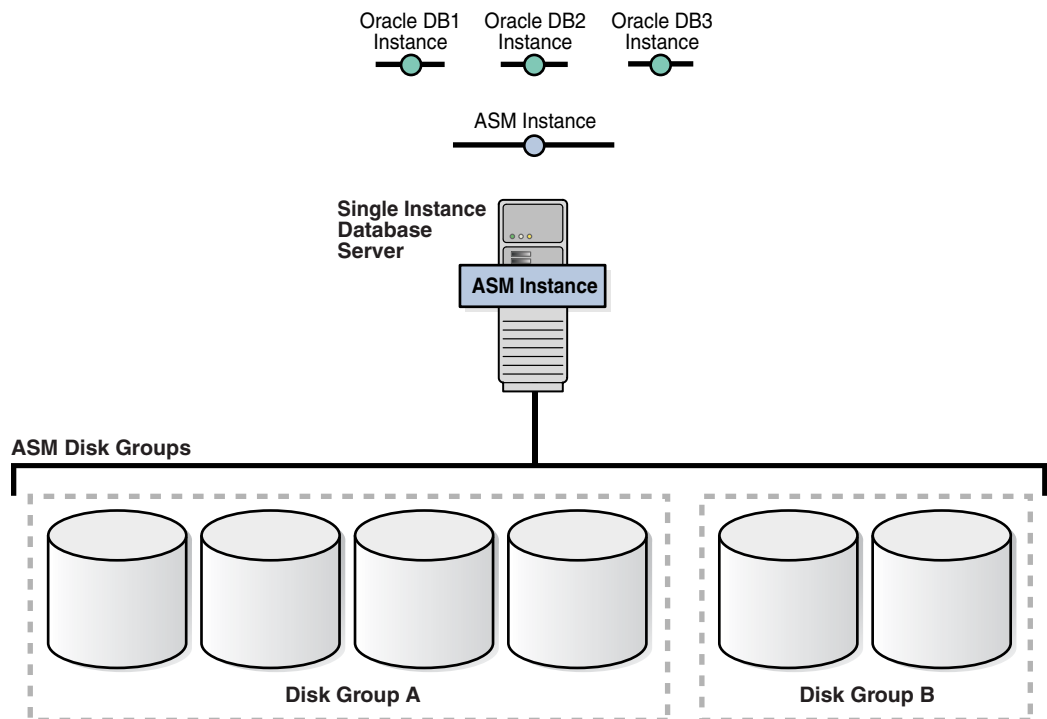 Oracle DB1
Instance
Oracle DB2
Instance
Oracle DB3
Instance
ASM Instance
Single Instance
Database
Server
ASM Instance
ASM Disk Groups
Disk Group A
Disk Group B